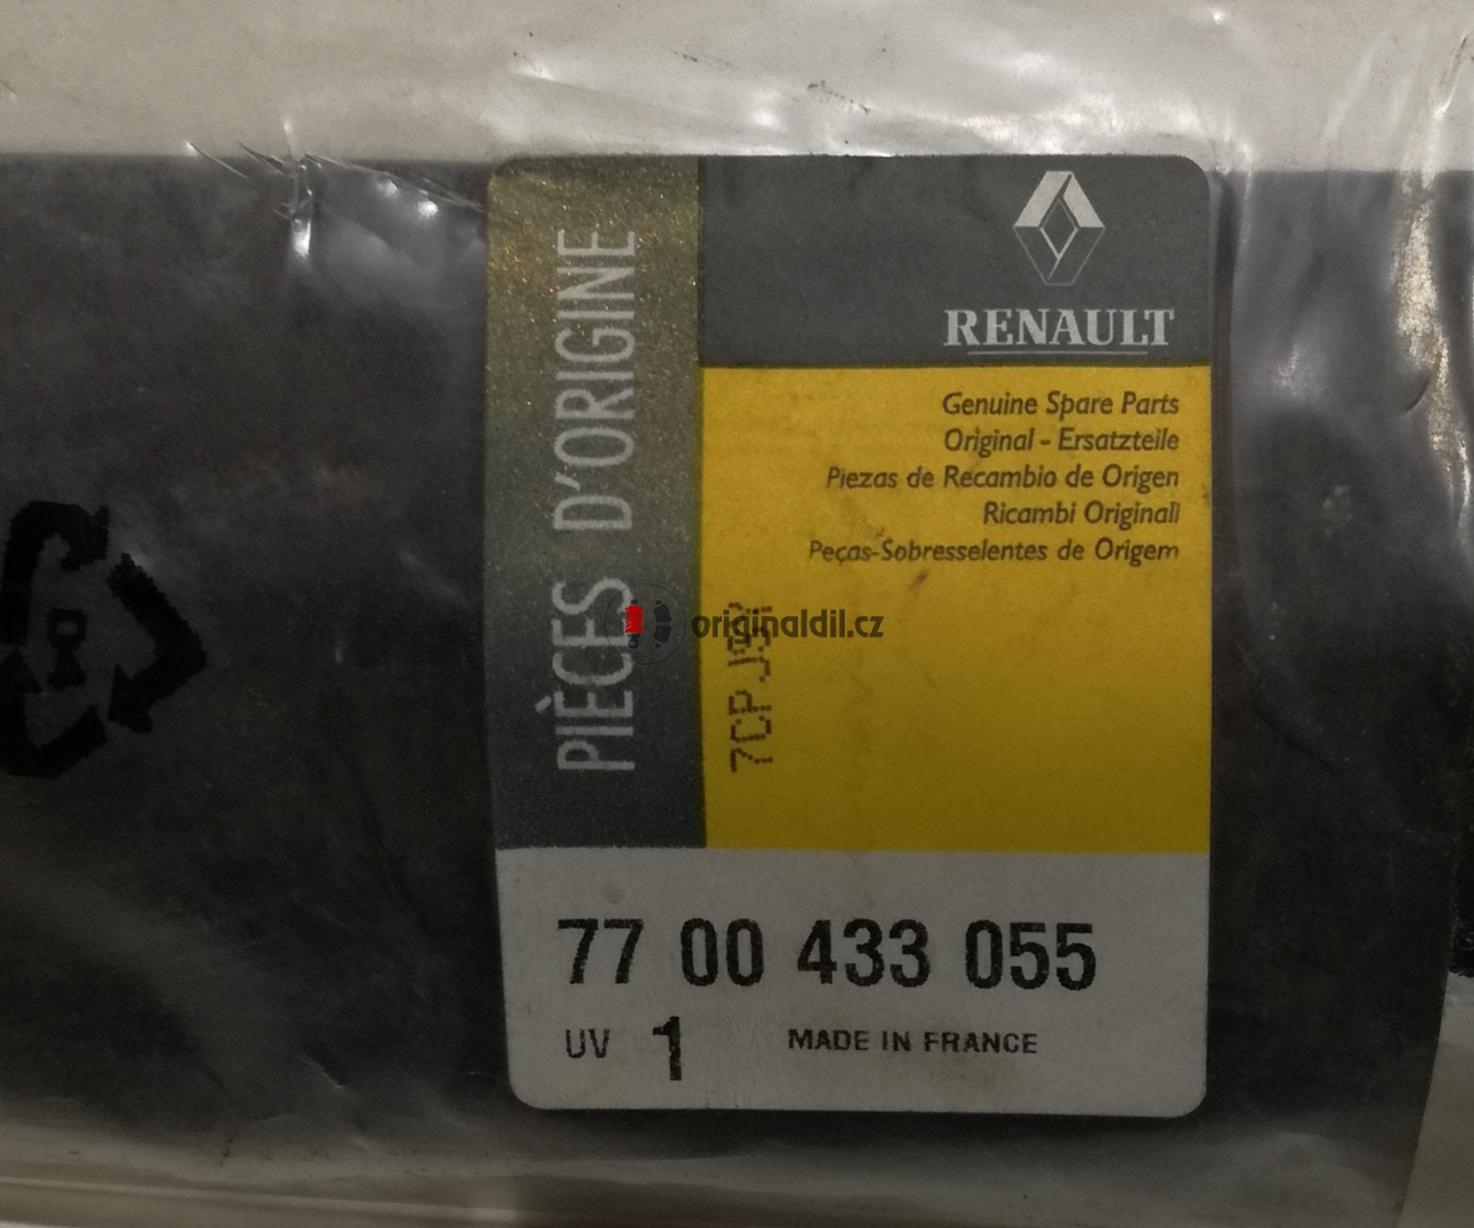 PIÈCES D'ORIGINE
RENAULT
Genuine Spare Parts
Original - Ersatzteile
Piezas de Recambio de Origen
Ricambi Originali
Peças-Sobresselentes de Origem
originaldil.cz
77 00 433 055
UV 1 MADE IN FRANCE